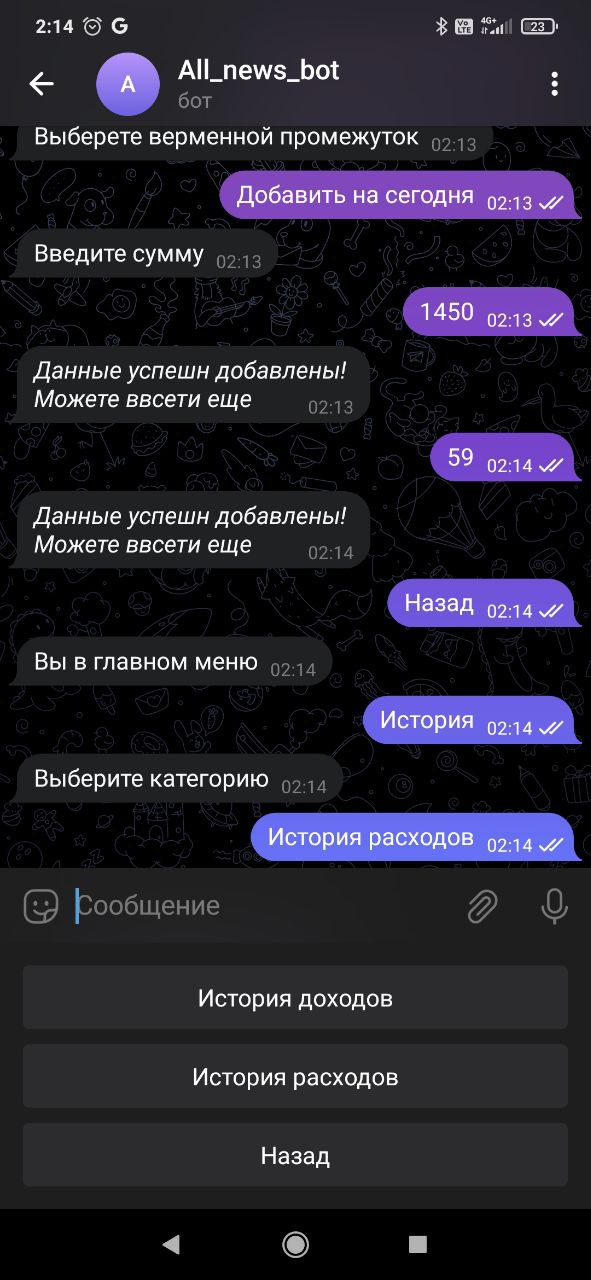 2:14 G Vo LTE 4G+ 23
A All_news_bot
бот
Выберете верменной промежуток 02:13
Добавить на сегодня 02:13
Введите сумму 02:13
1450 02:13
Данные успешн добавлены!
Можете ввсети еще 02:13
59 02:14
Данные успешн добавлены!
Можете ввсети еще 02:14
Назад 02:14
Вы в главном меню 02:14
История 02:14
Выберите категорию 02:14
История расходов 02:14
Сообщение
История доходов
История расходов
Назад